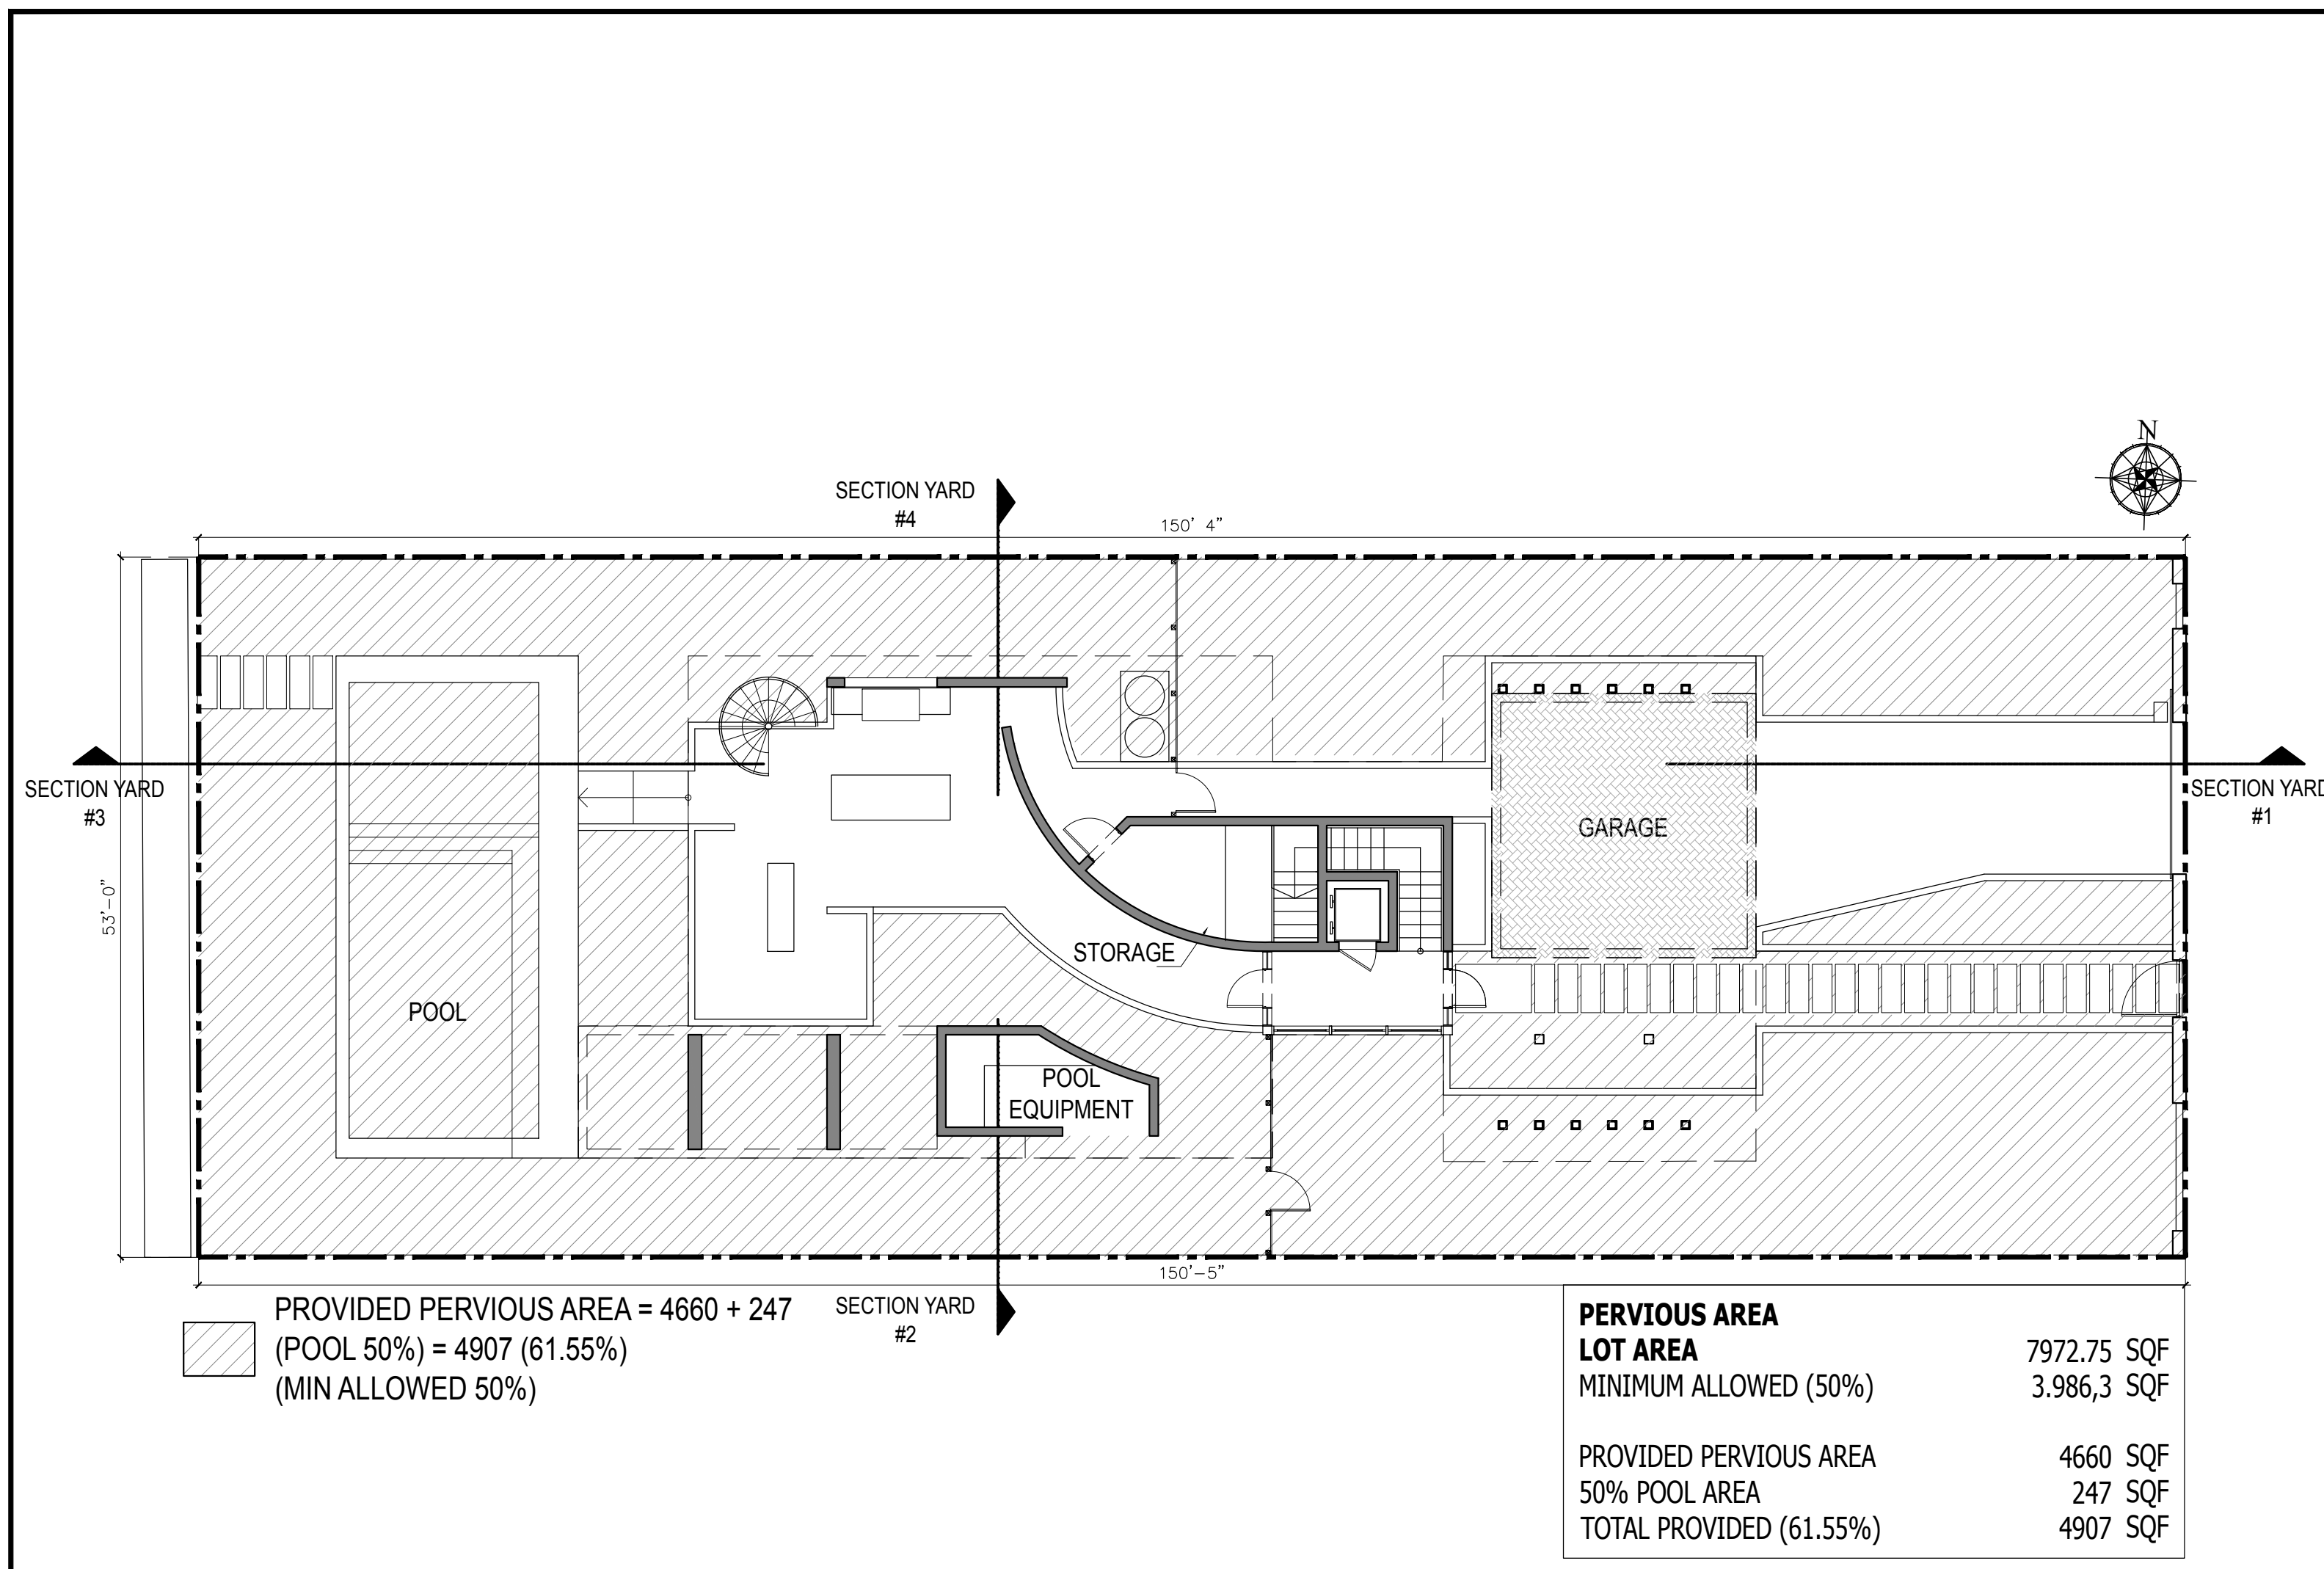 N
SECTION YARD
#4
150' 4"
SECTION YARD
#3
SECTION YARD
#1
53'-0"
GARAGE
STORAGE
POOL
POOL
EQUIPMENT
150'-5"
PROVIDED PERVIOUS AREA = 4660 + 247
(POOL 50%) = 4907 (61.55%)
(MIN ALLOWED 50%)
SECTION YARD
#2
PERVIOUS AREA
LOT AREA 7972.75 SQF
MINIMUM ALLOWED (50%) 3.986,3 SQF
PROVIDED PERVIOUS AREA 4660 SQF
50% POOL AREA 247 SQF
TOTAL PROVIDED (61.55%) 4907 SQF